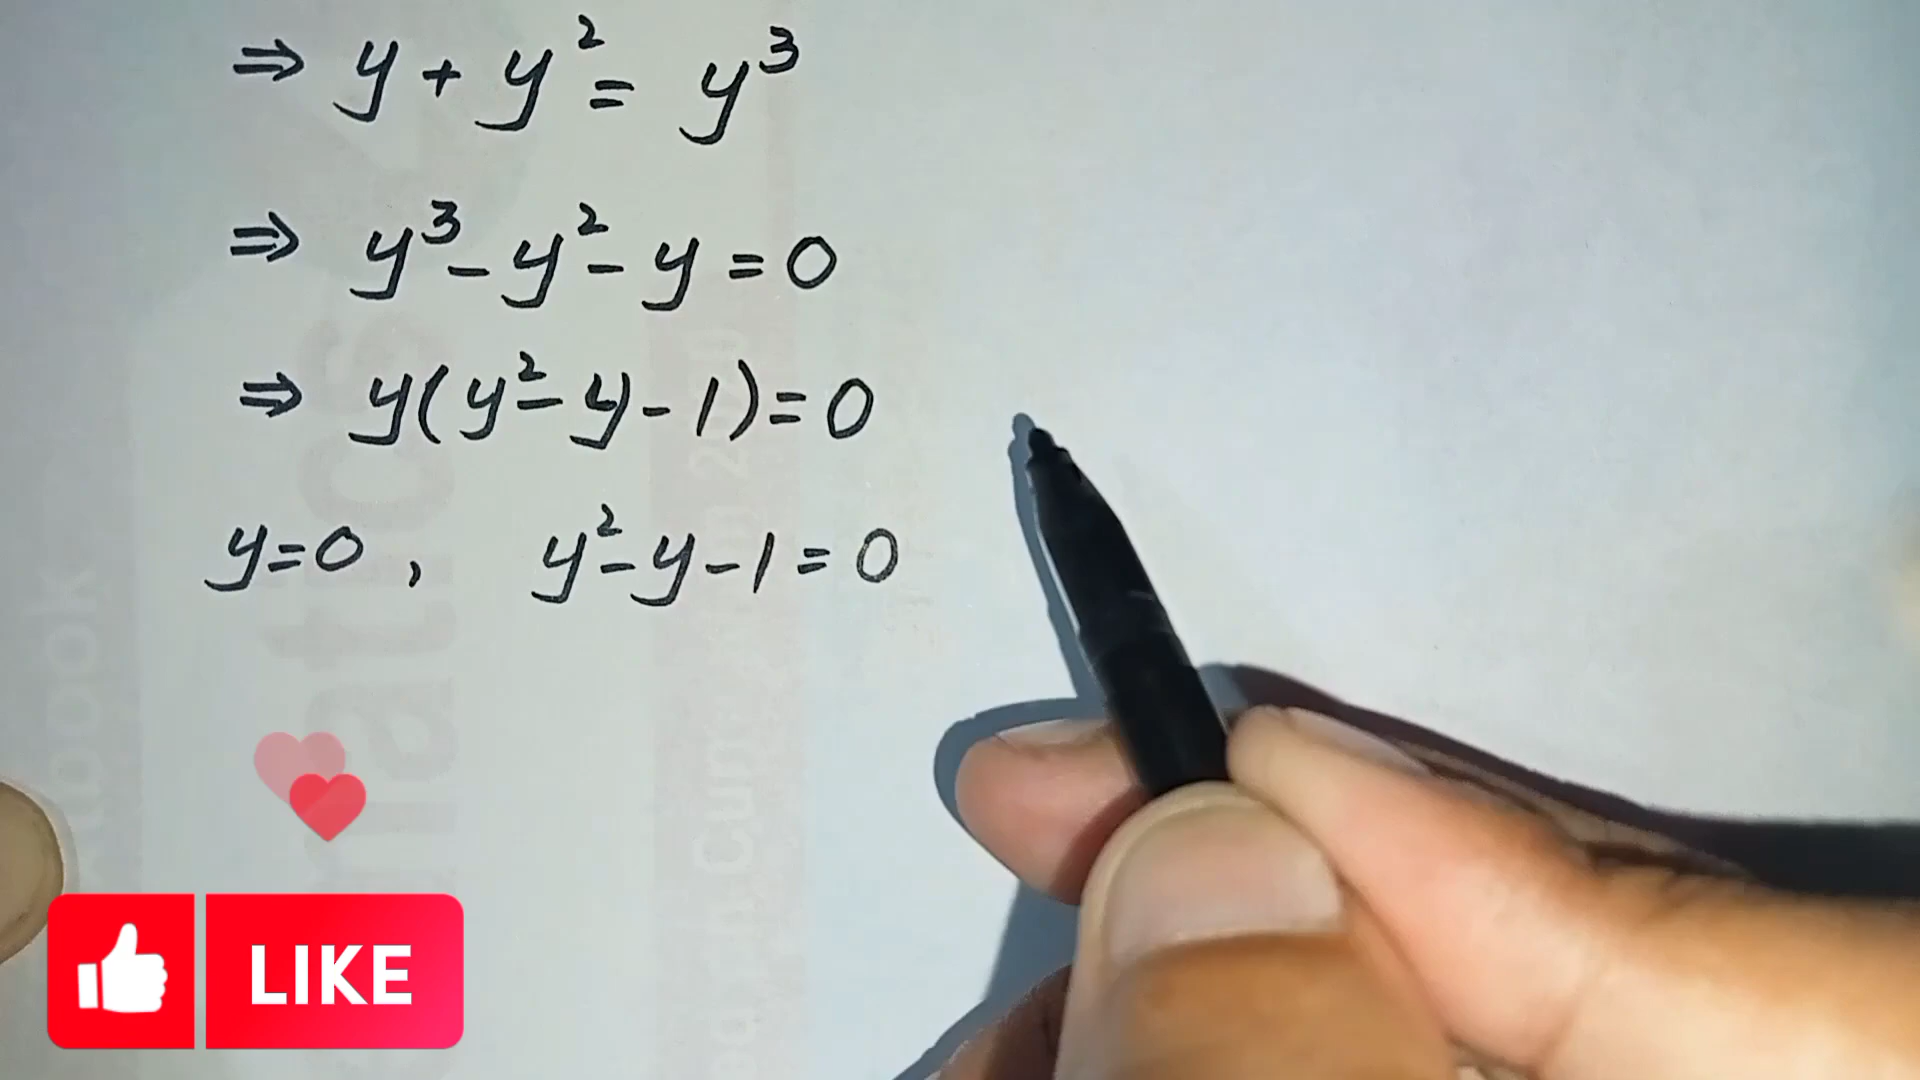 ⇒ y + y² = y³
⇒ y³ - y² - y = 0
⇒ y(y² - y - 1) = 0
y = 0 , y² - y - 1 = 0
LIKE